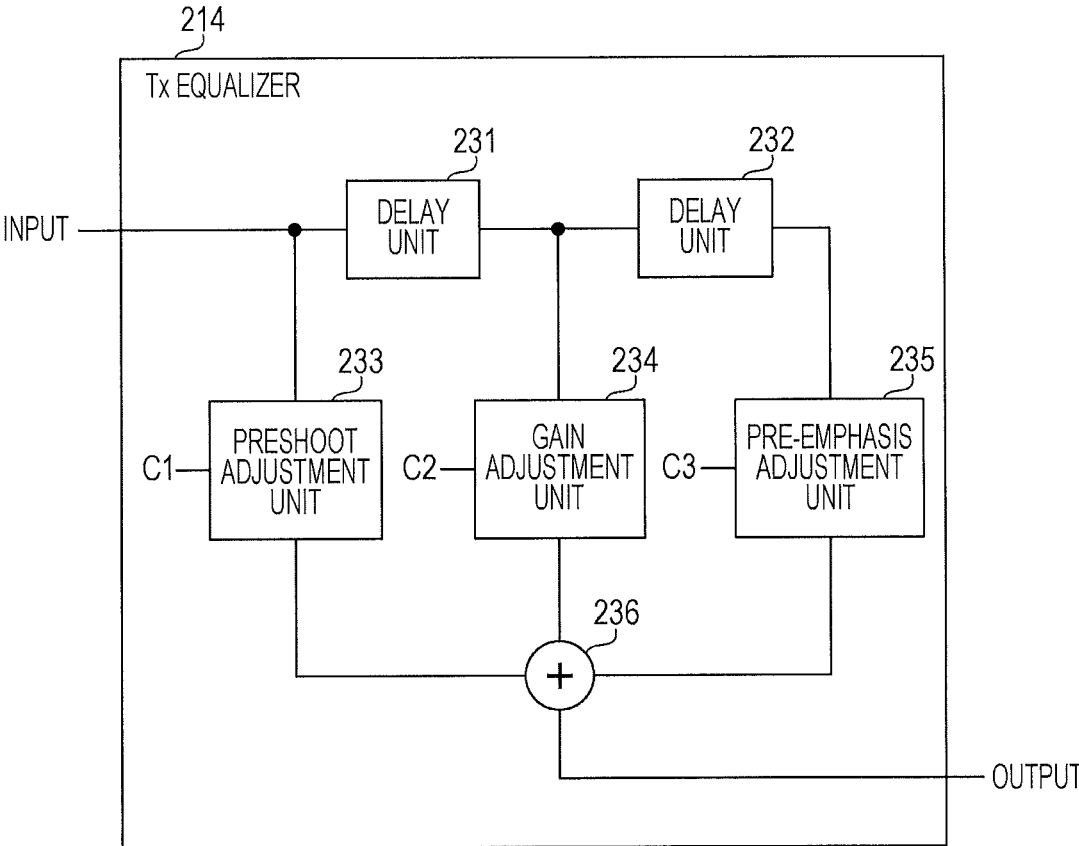 214
Tx EQUALIZER
231
232
INPUT
DELAY
UNIT
DELAY
UNIT
233
234
235
C1
PRESHOOT
ADJUSTMENT
UNIT
C2
GAIN
ADJUSTMENT
UNIT
C3
PRE-EMPHASIS
ADJUSTMENT
UNIT
236
+
OUTPUT